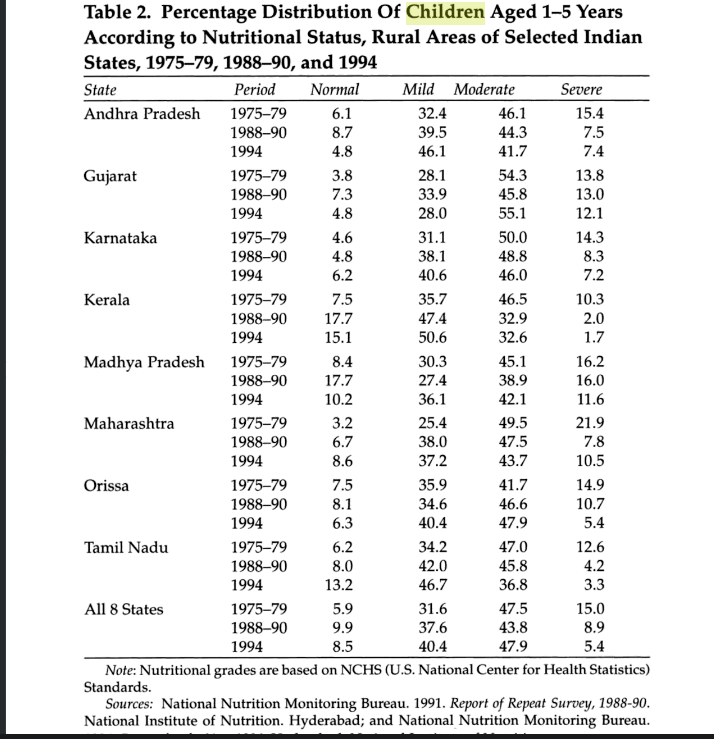 Table 2. Percentage Distribution Of Children Aged 1–5 Years
According to Nutritional Status, Rural Areas of Selected Indian
States, 1975–79, 1988–90, and 1994
State Period Normal Mild Moderate Severe
Andhra Pradesh 1975–79 6.1 32.4 46.1 15.4
1988–90 8.7 39.5 44.3 7.5
1994 4.8 46.1 41.7 7.4
Gujarat 1975–79 3.8 28.1 54.3 13.8
1988–90 7.3 33.9 45.8 13.0
1994 4.8 28.0 55.1 12.1
Karnataka 1975–79 4.6 31.1 50.0 14.3
1988–90 4.8 38.1 48.8 8.3
1994 6.2 40.6 46.0 7.2
Kerala 1975–79 7.5 35.7 46.5 10.3
1988–90 17.7 47.4 32.9 2.0
1994 15.1 50.6 32.6 1.7
Madhya Pradesh 1975–79 8.4 30.3 45.1 16.2
1988–90 17.7 27.4 38.9 16.0
1994 10.2 36.1 42.1 11.6
Maharashtra 1975–79 3.2 25.4 49.5 21.9
1988–90 6.7 38.0 47.5 7.8
1994 8.6 37.2 43.7 10.5
Orissa 1975–79 7.5 35.9 41.7 14.9
1988–90 8.1 34.6 46.6 10.7
1994 6.3 40.4 47.9 5.4
Tamil Nadu 1975–79 6.2 34.2 47.0 12.6
1988–90 8.0 42.0 45.8 4.2
1994 13.2 46.7 36.8 3.3
All 8 States 1975–79 5.9 31.6 47.5 15.0
1988–90 9.9 37.6 43.8 8.9
1994 8.5 40.4 47.9 5.4
Note: Nutritional grades are based on NCHS (U.S. National Center for Health Statistics)
Standards.
Sources: National Nutrition Monitoring Bureau. 1991. Report of Repeat Survey, 1988-90.
National Institute of Nutrition. Hyderabad; and National Nutrition Monitoring Bureau.